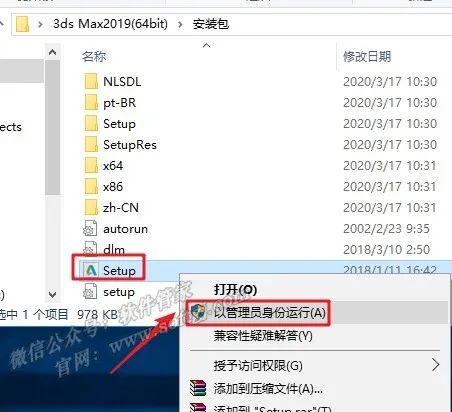 3ds Max2019(64bit) › 安装包
名称 修改日期
NLSDL 2020/3/17 10:30
pt-BR 2020/3/17 10:30
Setup 2020/3/17 10:30
SetupRes 2020/3/17 10:30
x64 2020/3/17 10:31
x86 2020/3/17 10:31
zh-CN 2020/3/17 10:31
ects
autorun 2002/2/23 9:35
dlm 2018/3/10 2:50
Setup 2018/1/11 16:42
setup
打开(O)
以管理员身份运行(A)
兼容性疑难解答(Y)
授予访问权限(G)
添加到压缩文件(A)...
添加到 "Setup.rar"(T)
选中 1 个项目 978 KB
微信公众号：软件管家